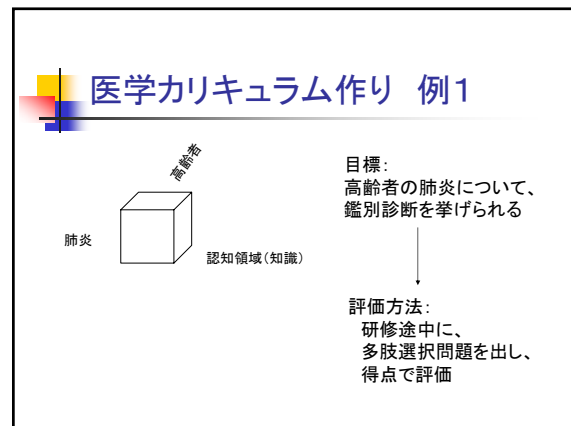 医学カリキュラム作り 例1
高齢者
肺炎
認知領域(知識)
目標:
高齢者の肺炎について、
鑑別診断を挙げられる
評価方法:
研修途中に、
多肢選択問題を出し、
得点で評価